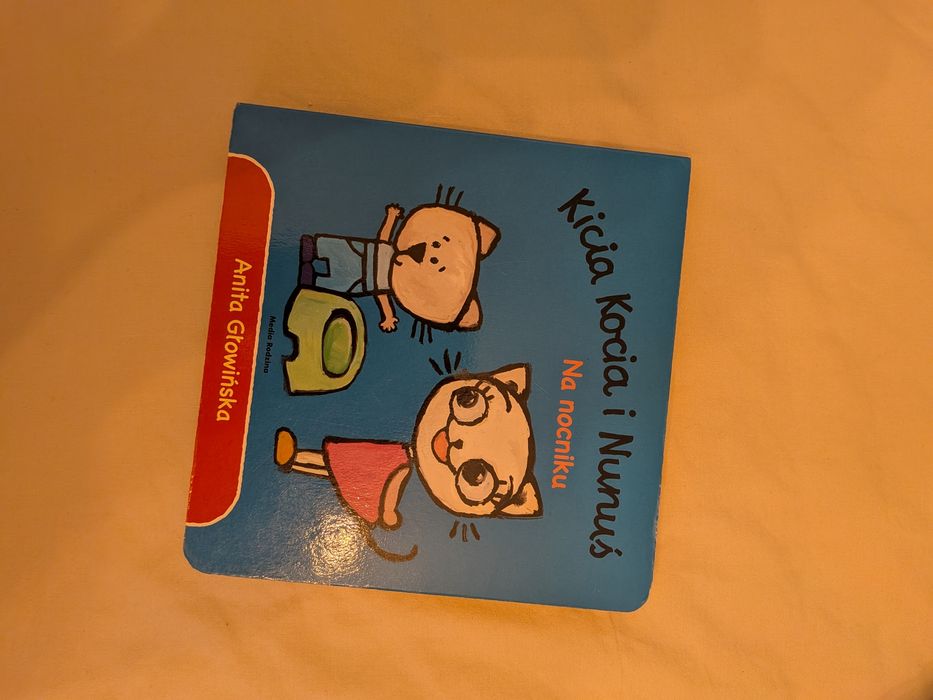 Kicia Kocia i Nunuś
Na nocniku
Media Rodzina
Anita Głowińska